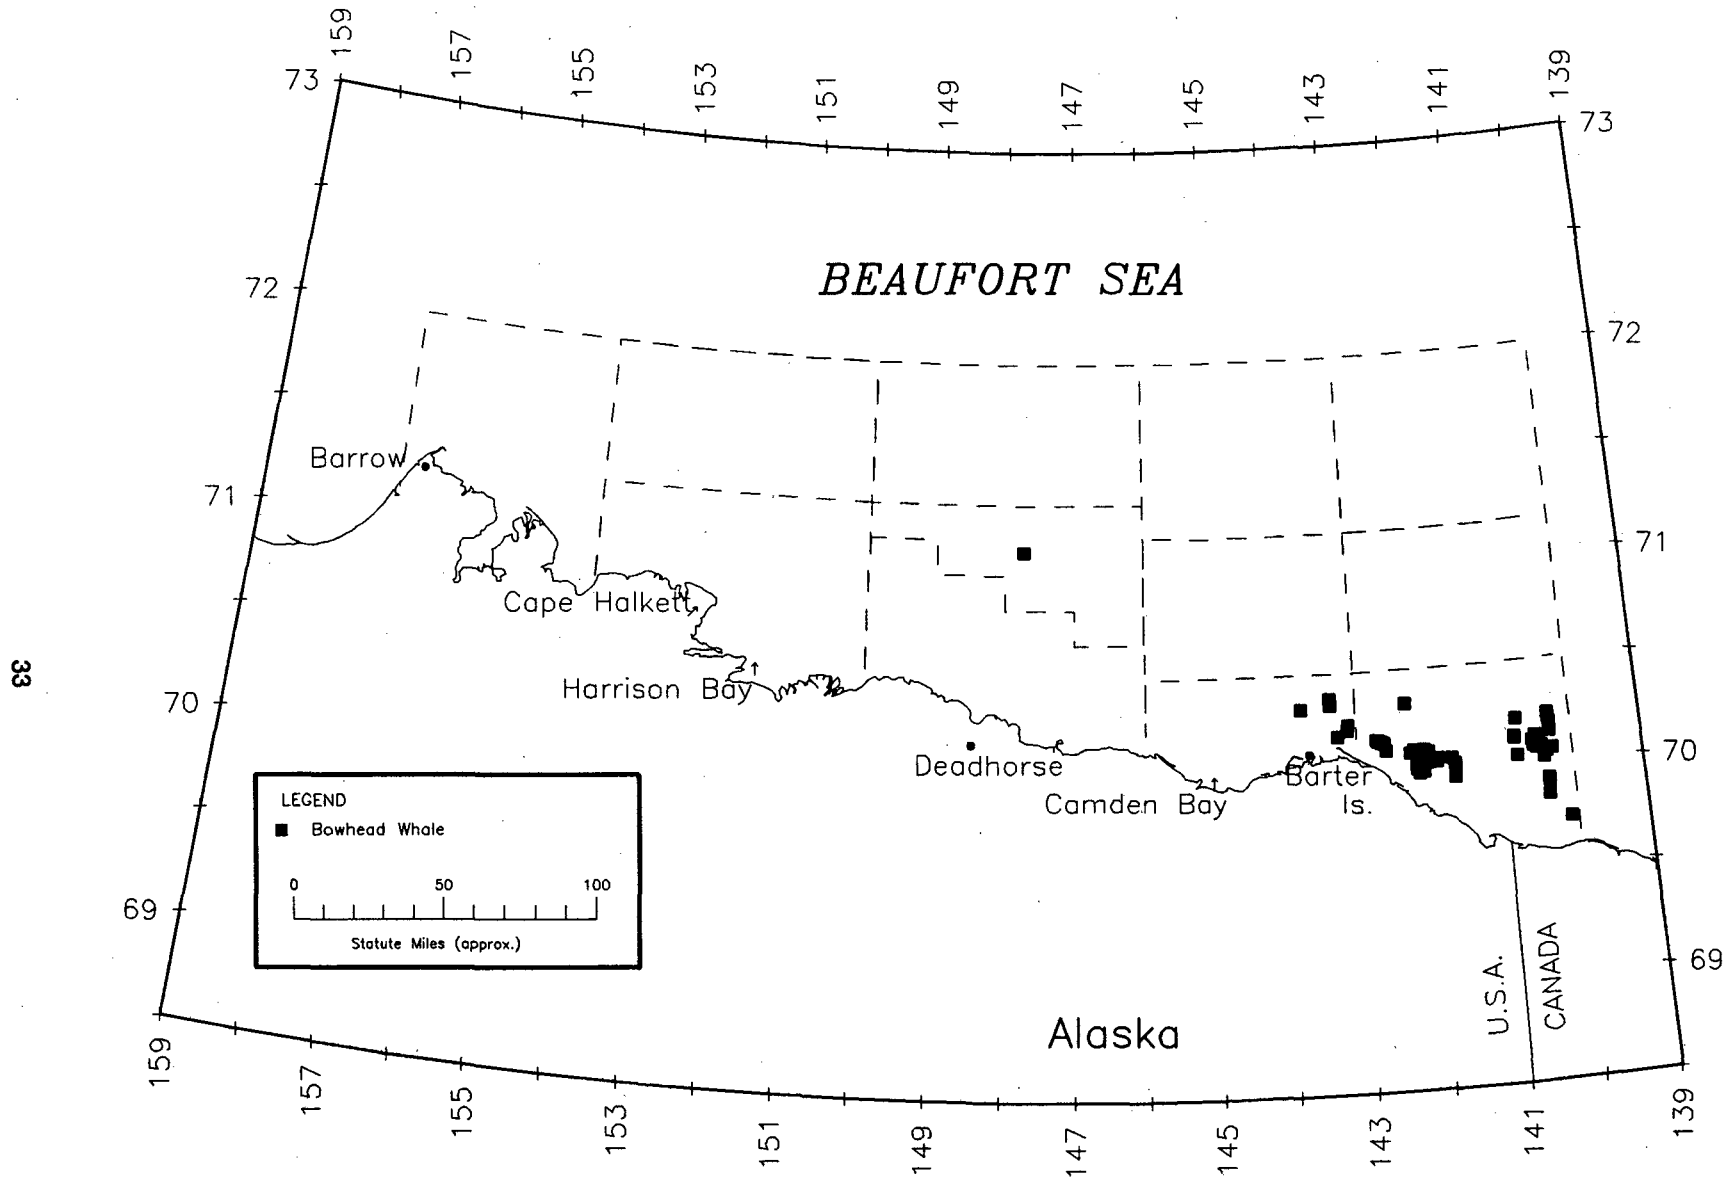 159
157
155
153
151
149
147
145
143
141
139
73
73
BEAUFORT SEA
72
72
Barrow
71
71
Cape Halkett
Harrison Bay
70
70
Deadhorse
Barter
Is.
Camden Bay
33
LEGEND
Bowhead Whale
0 50 100
Statute Miles (approx.)
69
69
U.S.A.
CANADA
Alaska
159
157
155
153
151
149
147
145
143
141
139